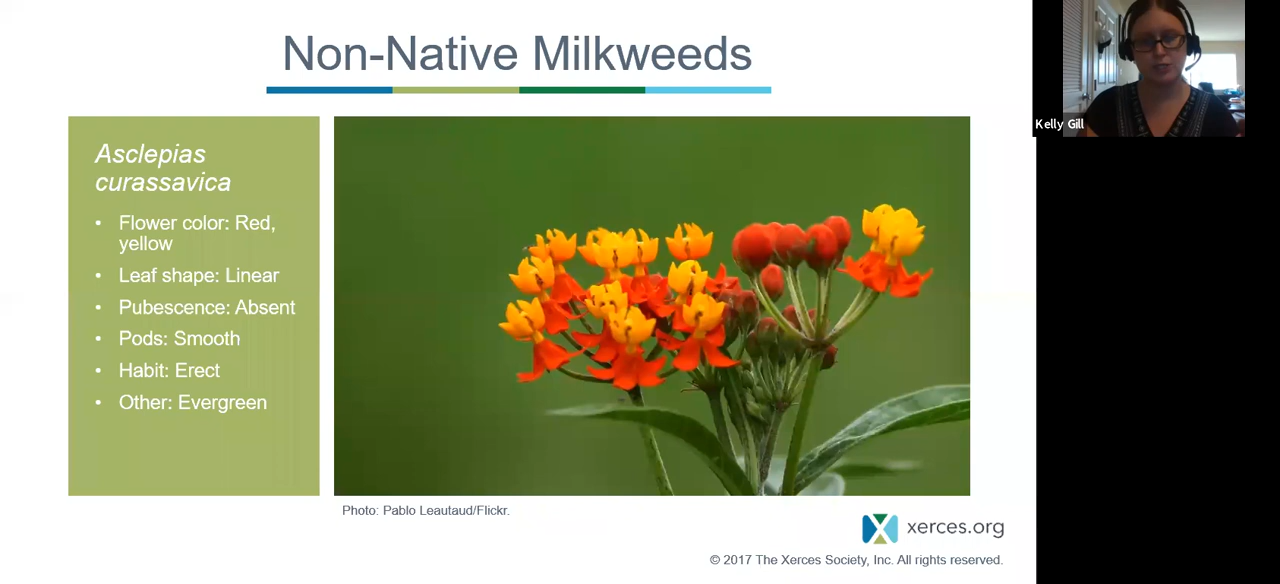 Non-Native Milkweeds
Asclepias
curassavica
• Flower color: Red,
yellow
• Leaf shape: Linear
• Pubescence: Absent
• Pods: Smooth
• Habit: Erect
• Other: Evergreen
Photo: Pablo Leautaud/Flickr.
xerces.org
© 2017 The Xerces Society, Inc. All rights reserved.
Kelly Gill